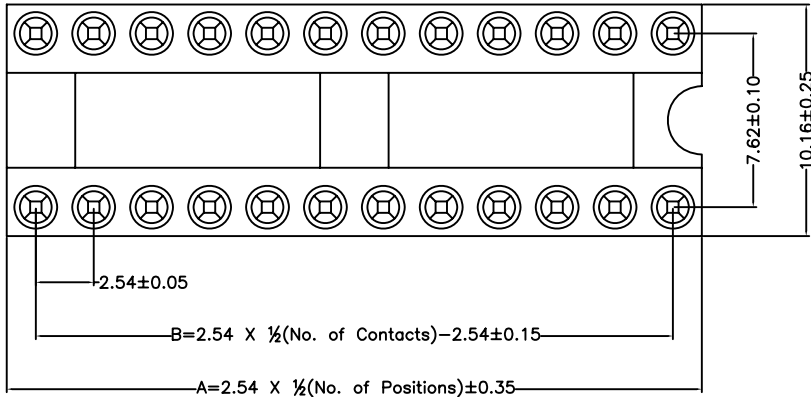 7.62±0.10
10.16±0.25
2.54±0.05
B=2.54 X ½(No. of Contacts)−2.54±0.15
A=2.54 X ½(No. of Positions)±0.35